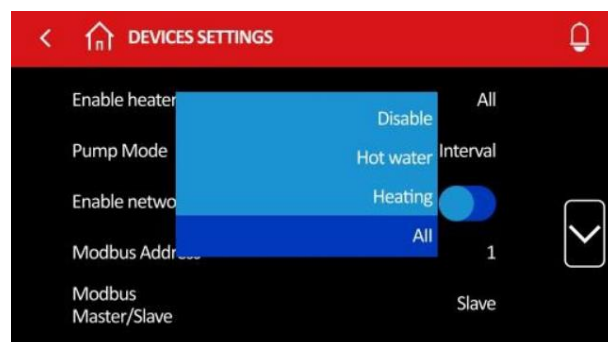 DEVICES SETTINGS
Enable heater
All
Disable
Pump Mode
Hot water
Interval
Enable netwo
Heating
All
Modbus
1
Modbus
Master/Slave
Slave